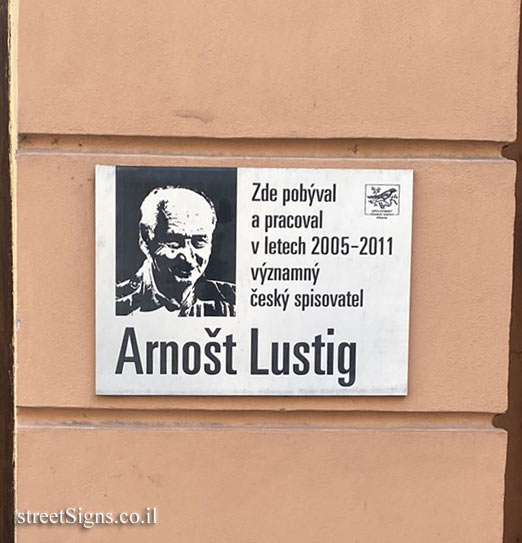 Zde pobýval
a pracoval
v letech 2005–2011
významný
český spisovatel
Arnošt Lustig
streetSigns.co.il